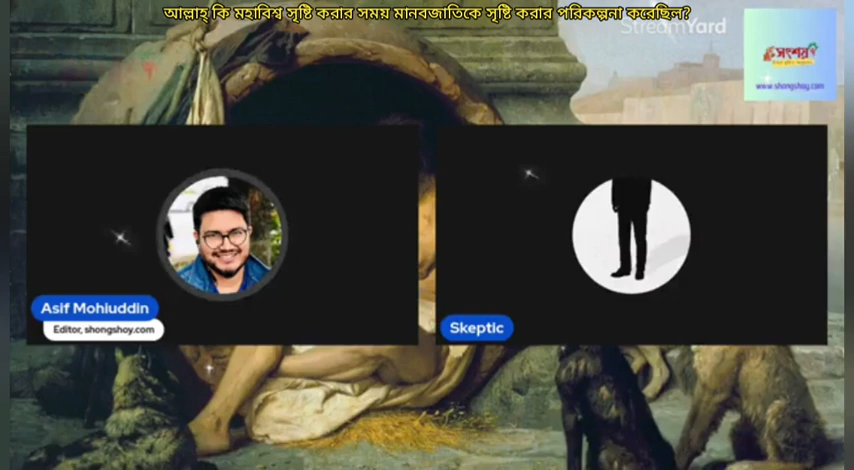 আল্লাহ্ কি মহাবিশ্ব সৃষ্টি করার সময় মানবজাতিকে সৃষ্টি করার পরিকল্পনা করেছিল?
StreamYard
সংশয়
www.shongshoy.com
Asif Mohiuddin
Editor, shongshoy.com
Skeptic